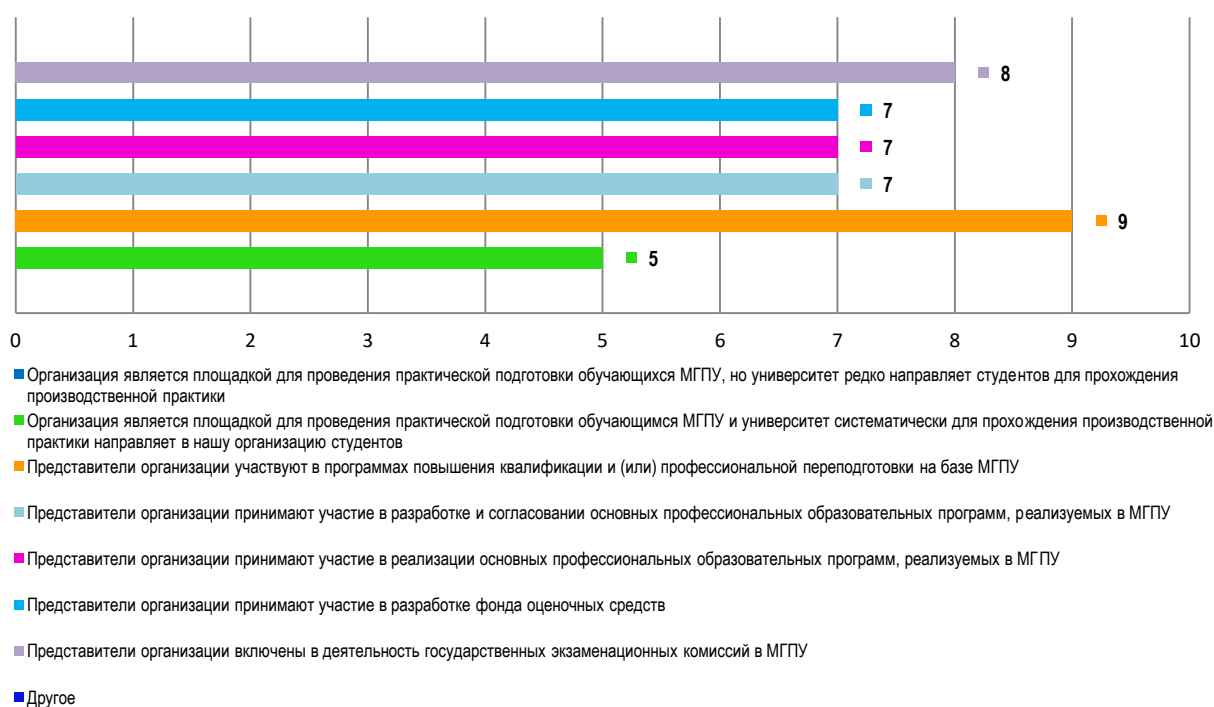 8
7
7
7
9
5
0 1 2 3 4 5 6 7 8 9 10
Организация является площадкой для проведения практической подготовки обучающихся МГПУ, но университет редко направляет студентов для прохождения
производственной практики
Организация является площадкой для проведения практической подготовки обучающимся МГПУ и университет систематически для прохождения производственной
практики направляет в нашу организацию студентов
Представители организации участвуют в программах повышения квалификации и (или) профессиональной переподготовки на базе МГПУ
Представители организации принимают участие в разработке и согласовании основных профессиональных образовательных программ, реализуемых в МГПУ
Представители организации принимают участие в реализации основных профессиональных образовательных программ, реализуемых в МГПУ
Представители организации принимают участие в разработке фонда оценочных средств
Представители организации включены в деятельность государственных экзаменационных комиссий в МГПУ
Другое